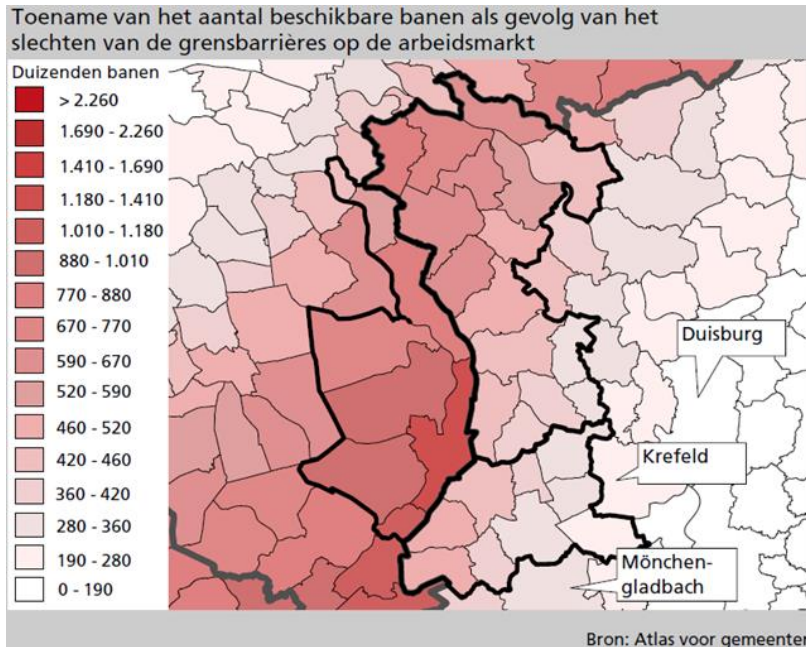 Toename van het aantal beschikbare banen als gevolg van het
slechten van de grensbarrières op de arbeidsmarkt
Duizenden banen
> 2.260
1.690 - 2.260
1.410 - 1.690
1.180 - 1.410
1.010 - 1.180
880 - 1.010
770 - 880
670 - 770
590 - 670
520 - 590
460 - 520
420 - 460
360 - 420
280 - 360
190 - 280
0 - 190
Duisburg
Krefeld
Mönchen-
gladbach
Bron: Atlas voor gemeenten